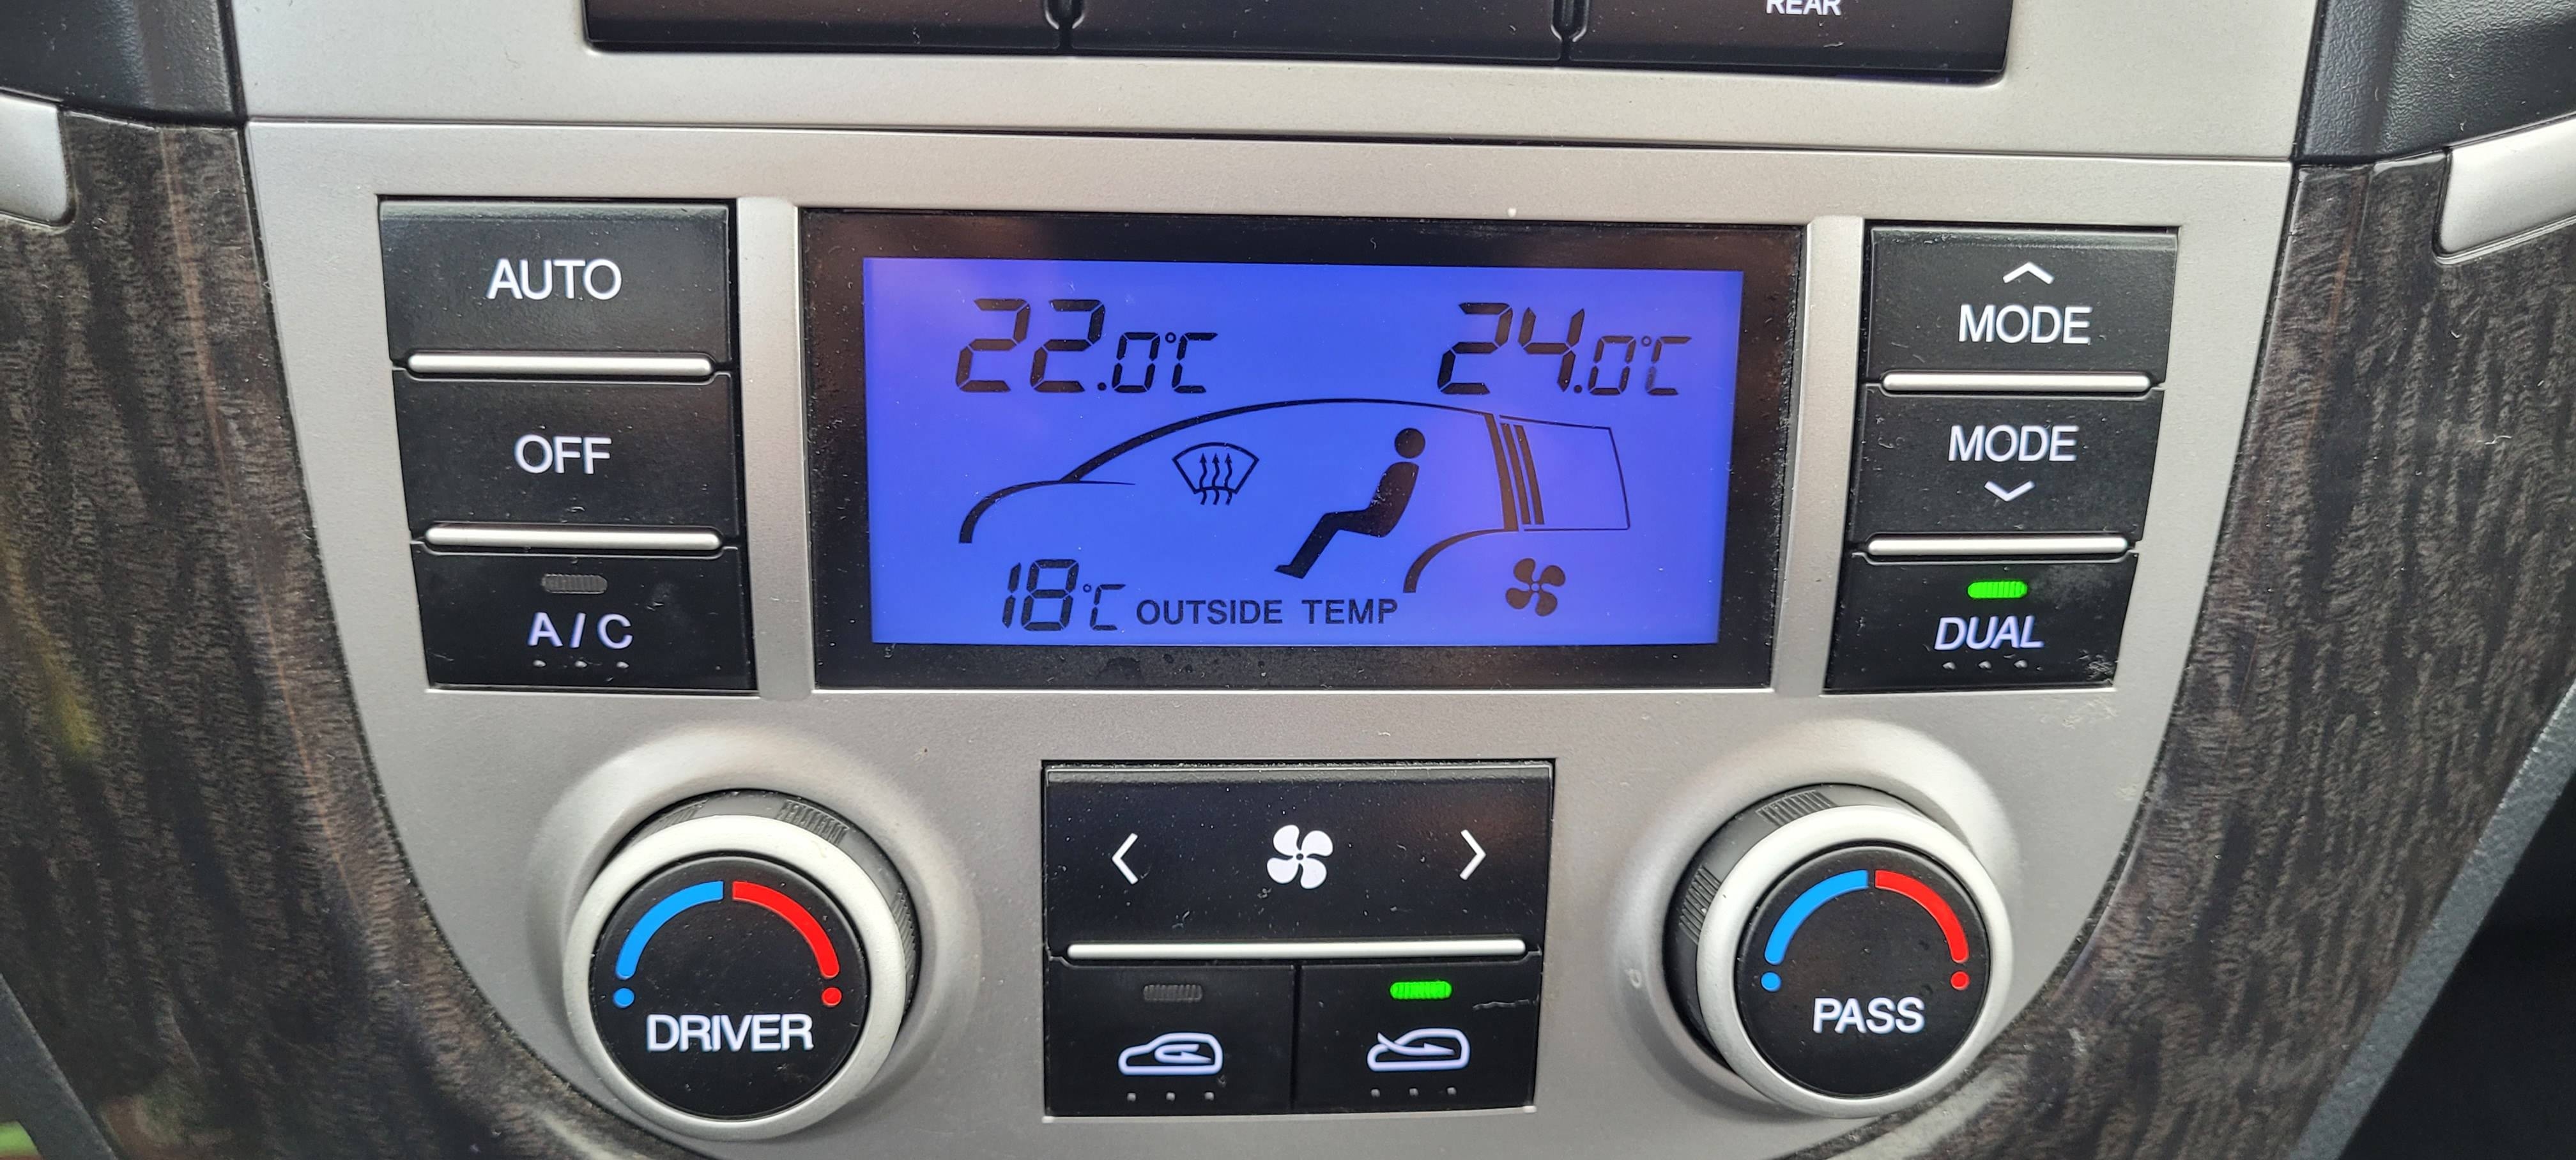 REAR
AUTO
OFF
A/C
22.0°C
24.0°C
18°C OUTSIDE TEMP
MODE
MODE
DUAL
DRIVER
PASS